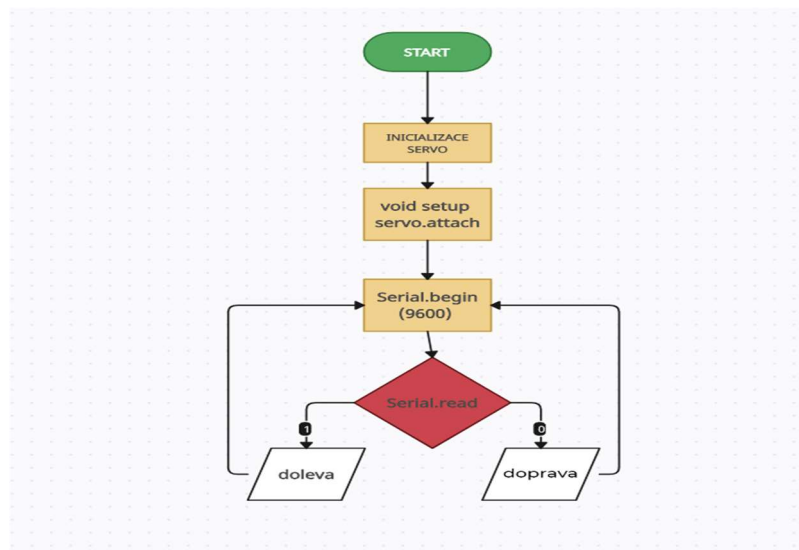 START
INICIALIZACE
SERVO
void setup
servo.attach
Serial.begin
(9600)
Serial.read
1
0
doleva
doprava